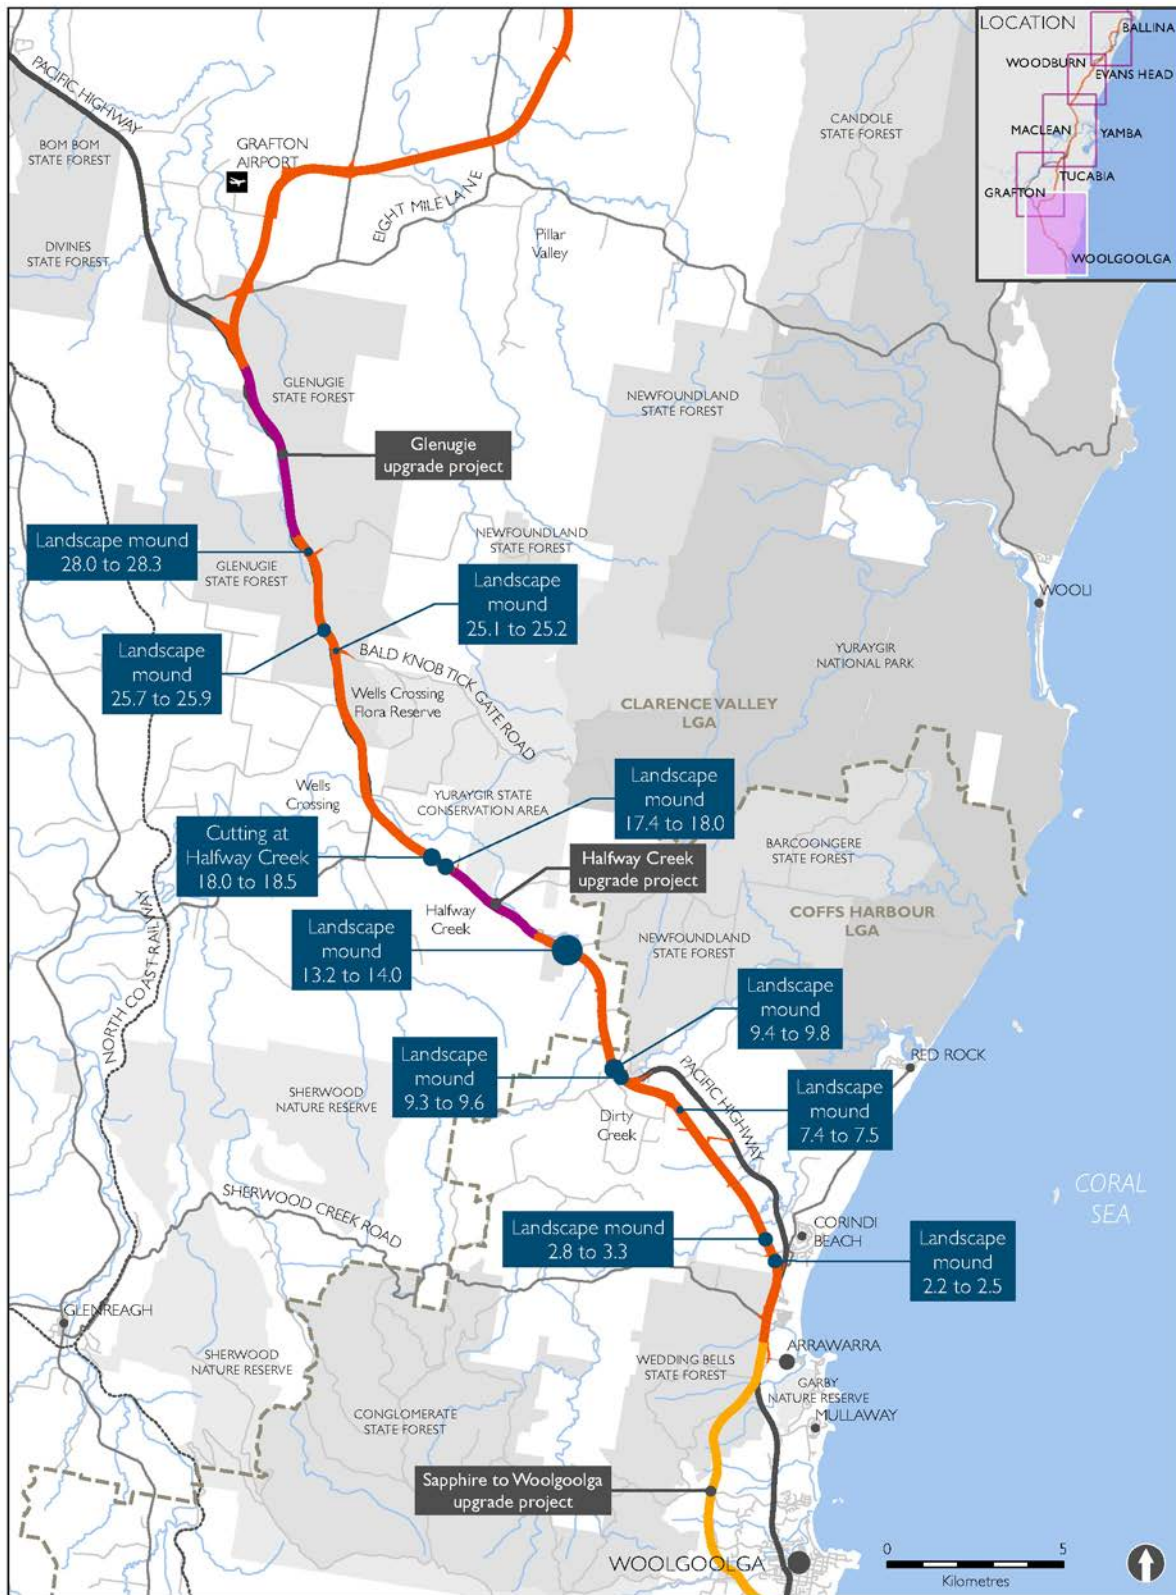 LOCATION
BALLINA
WOODBURN
EVANS HEAD
MACLEAN
YAMBA
TUCABIA
GRAFTON
WOOLGOOLGA
PACIFIC HIGHWAY
BOM BOM
STATE FOREST
GRAFTON
AIRPORT
CANDOLE
STATE FOREST
EIGHT MILE LANE
DIVINES
STATE FOREST
Pillar
Valley
GLENUGIE
STATE FOREST
NEWFOUNDLAND
STATE FOREST
Glenugie
upgrade project
Landscape mound
28.0 to 28.3
GLENUGIE
STATE FOREST
NEWFOUNDLAND
STATE FOREST
Landscape
mound
25.1 to 25.2
WOOLI
Landscape
mound
25.7 to 25.9
BALD KNOB TICK GATE ROAD
YURAYGIR
NATIONAL PARK
Wells Crossing
Flora Reserve
CLARENCE VALLEY
LGA
Wells
Crossing
YURAYGIR STATE
CONSERVATION AREA
Landscape
mound
17.4 to 18.0
Cutting at
Halfway Creek
18.0 to 18.5
Halfway Creek
upgrade project
BARCOONGERE
STATE FOREST
NORTH COAST RAILWAY
Halfway
Creek
COFFS HARBOUR
LGA
Landscape
mound
13.2 to 14.0
NEWFOUNDLAND
STATE FOREST
Landscape
mound
9.4 to 9.8
Landscape
mound
9.3 to 9.6
RED ROCK
PACIFIC HIGHWAY
SHERWOOD
NATURE RESERVE
Dirty
Creek
Landscape
mound
7.4 to 7.5
SHERWOOD CREEK ROAD
CORAL
SEA
Landscape mound
2.8 to 3.3
CORINDI
BEACH
Landscape
mound
2.2 to 2.5
GLENREAGH
SHERWOOD
NATURE RESERVE
WEDDING BELLS
STATE FOREST
ARRAWARRA
GARBY
NATURE RESERVE
MULLAWAY
CONGLOMERATE
STATE FOREST
Sapphire to Woolgoolga
upgrade project
WOOLGOOLGA
0
5
Kilometres